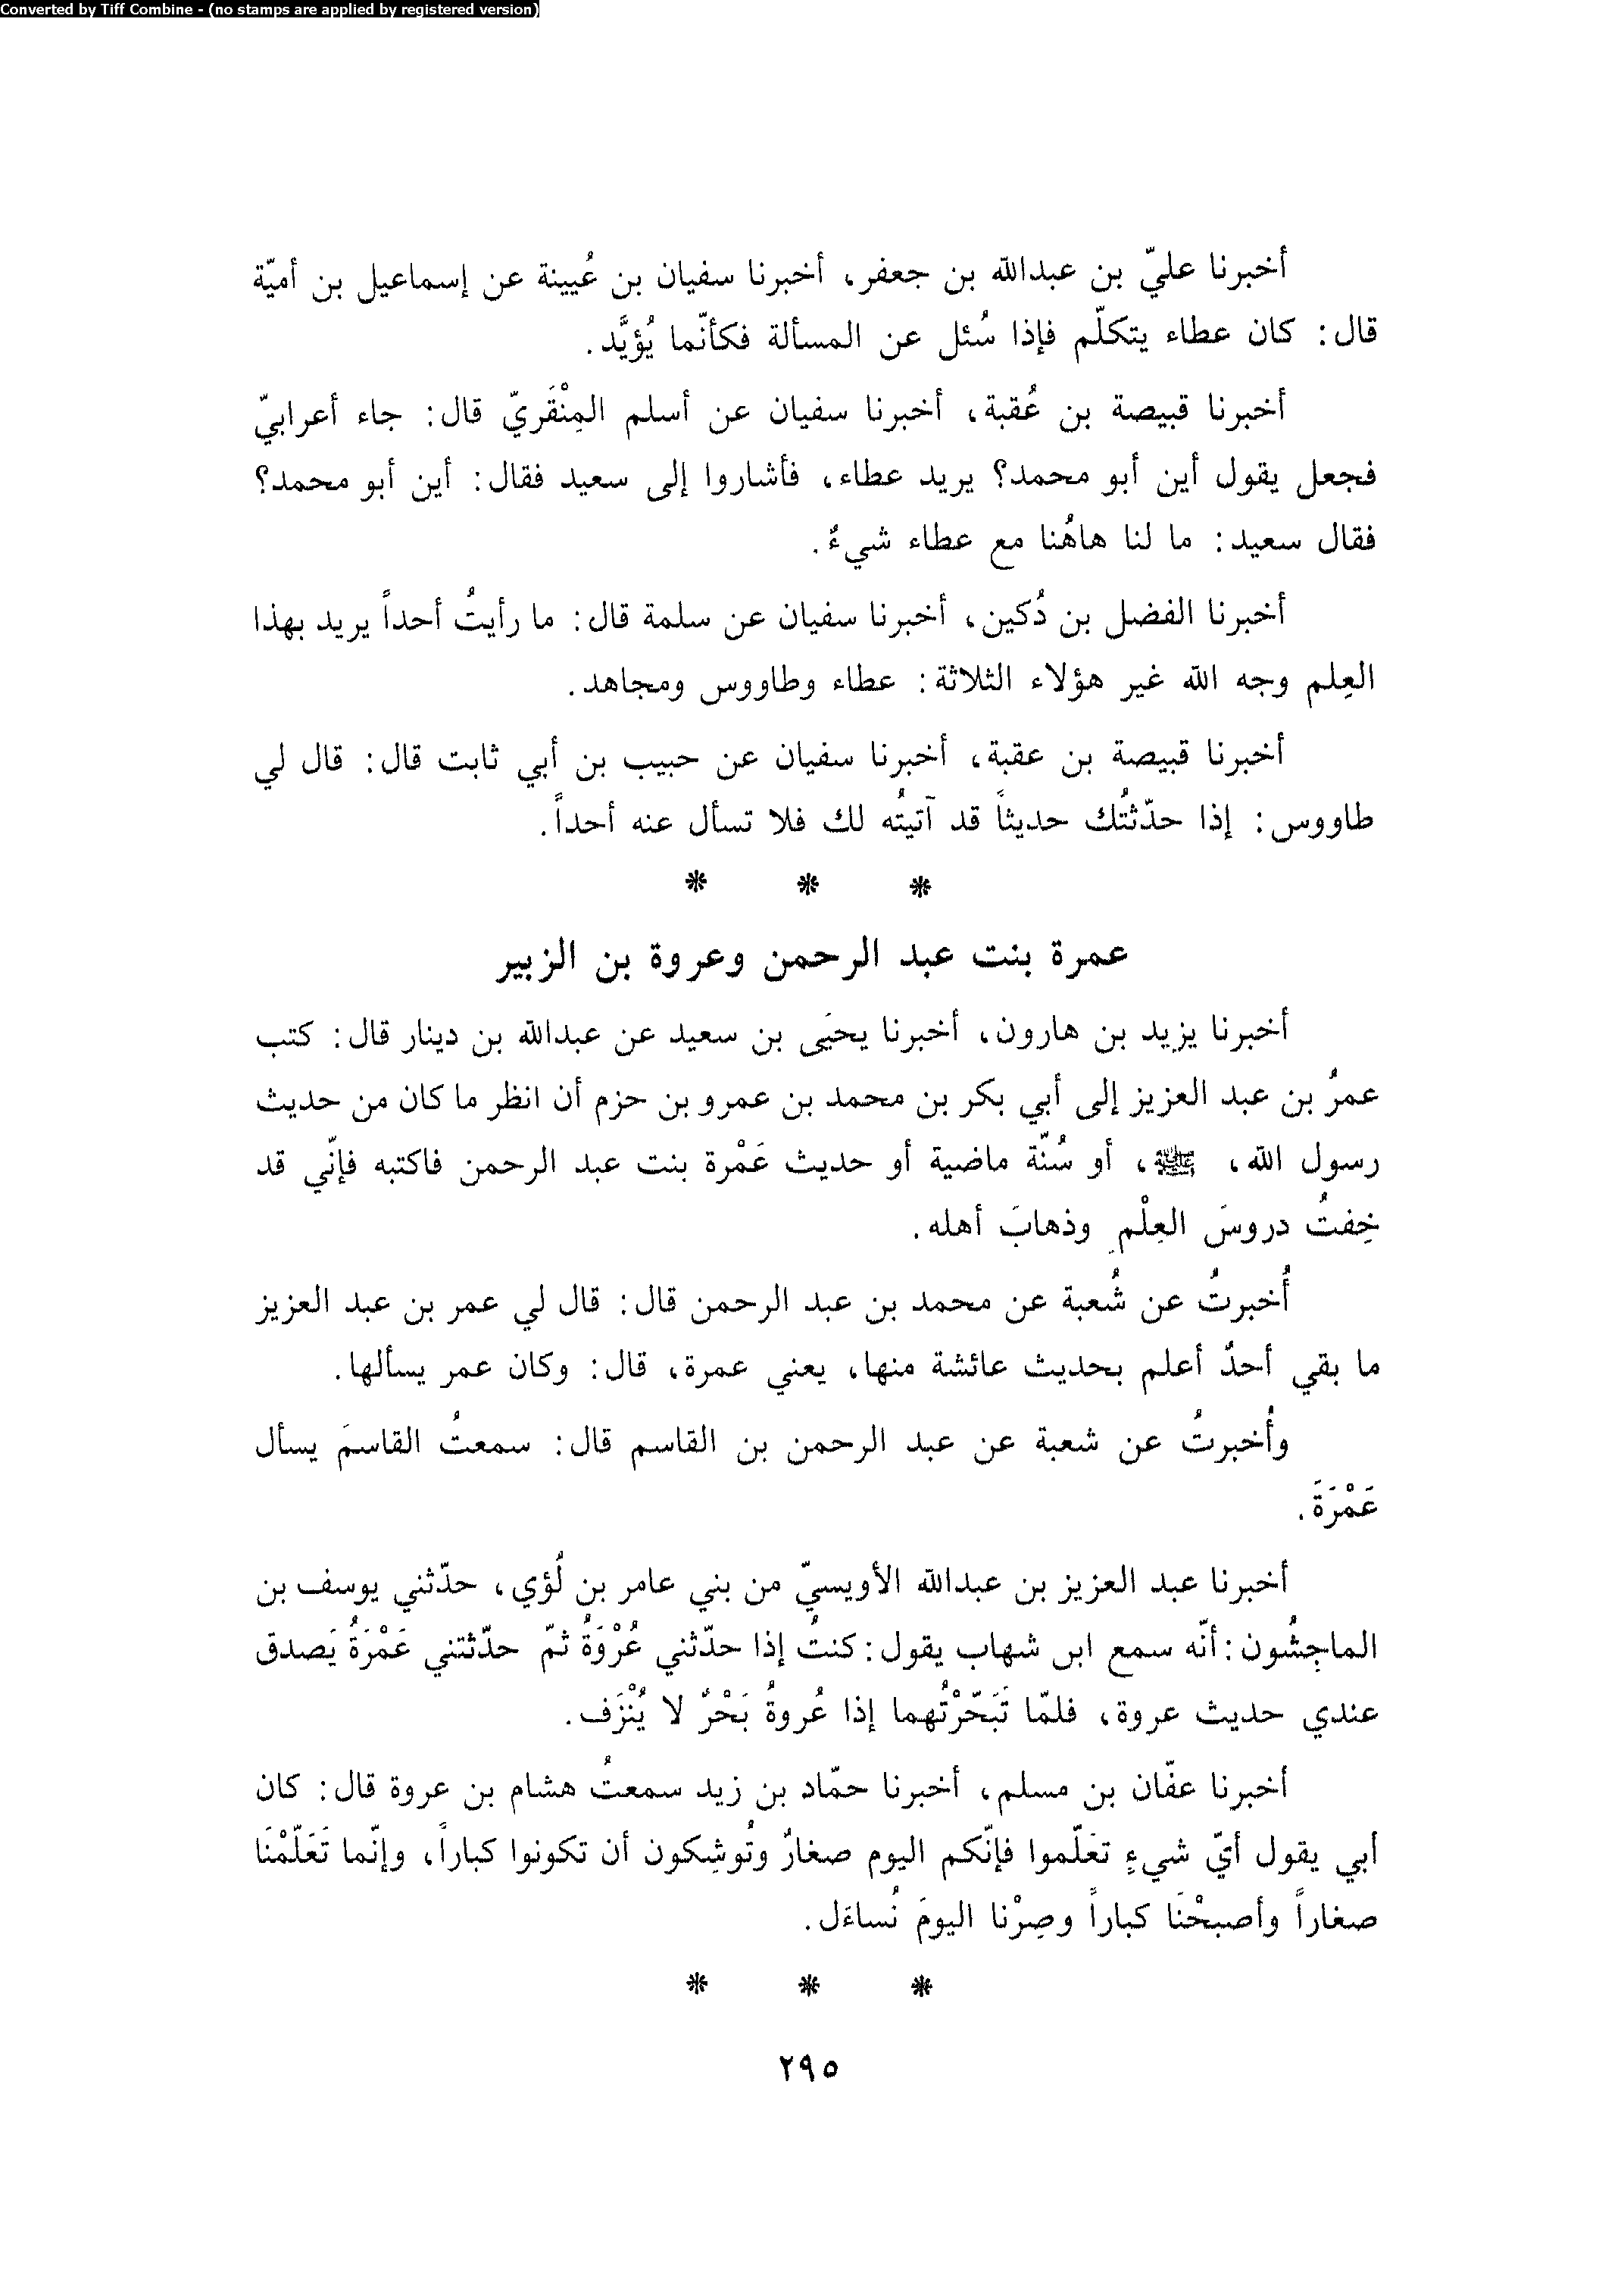 Converted by Tiff Combine - (no stamps are applied by registered version)
أخبرنا عليّ بن عبدالله بن جعفر، أخبرنا سفيان بن عُيينة عن إسماعيل بن أميّة
قال: كان عطاء يتكلّم فإذا سُئل عن المسألة فكأنّما يُؤيَّد.
أخبرنا قبيصة بن عُقبة، أخبرنا سفيان عن أسلم المِنْقَريّ قال: جاء أعرابيّ
فجعل يقول أين أبو محمد؟ يريد عطاء، فأشاروا إلى سعيد فقال: أين أبو محمد؟
فقال سعيد: ما لنا هاهُنا مع عطاء شيءٌ.
أخبرنا الفضل بن دُكين، أخبرنا سفيان عن سلمة قال: ما رأيتُ أحداً يريد بهذا
العِلم وجه الله غير هؤلاء الثلاثة: عطاء وطاووس ومجاهد.
أخبرنا قبيصة بن عقبة، أخبرنا سفيان عن حبيب بن أبي ثابت قال: قال لي
طاووس: إذا حدّثتُك حديثاً قد آتيتُه لك فلا تسأل عنه أحداً.
* * *
عمرة بنت عبد الرحمن وعروة بن الزبير
أخبرنا يزيد بن هارون، أخبرنا يحيَى بن سعيد عن عبدالله بن دينار قال: كتب
عمرُ بن عبد العزيز إلى أبي بكر بن محمد بن عمرو بن حزم أن انظر ما كان من حديث
رسول الله، ﷺ، أو سُنّة ماضية أو حديث عَمْرة بنت عبد الرحمن فاكتبه فإنّي قد
خِفتُ دروسَ العِلْمِ وذهابَ أهله.
أُخبرتُ عن شُعبة عن محمد بن عبد الرحمن قال: قال لي عمر بن عبد العزيز
ما بقي أحدٌ أعلم بحديث عائشة منها، يعني عمرة، قال: وكان عمر يسألها.
وأُخبرتُ عن شعبة عن عبد الرحمن بن القاسم قال: سمعتُ القاسمَ يسأل
عَمْرَةَ.
أخبرنا عبد العزيز بن عبدالله الأويسيّ من بني عامر بن لُؤي، حدّثني يوسف بن
الماجِشُون: أنّه سمع ابن شهاب يقول: كنتُ إذا حدّثني عُرْوَةُ ثمّ حدّثتني عَمْرَةُ يَصدق
عندي حديث عروة، فلمّا تَبَحّرْتُهما إذا عُروةُ بَحْرٌ لا يُنْزَف.
أخبرنا عفّان بن مسلم، أخبرنا حمّاد بن زيد سمعتُ هشام بن عروة قال: كان
أبي يقول أيّ شيءٍ تعَلّموا فإنّكم اليوم صغارٌ وتُوشِكون أن تكونوا كباراً، وإنّما تَعَلّمْنَا
صغاراً وأصبحْنَا كباراً وصِرْنا اليومَ نُساءَل.
* * *
٢٩٥